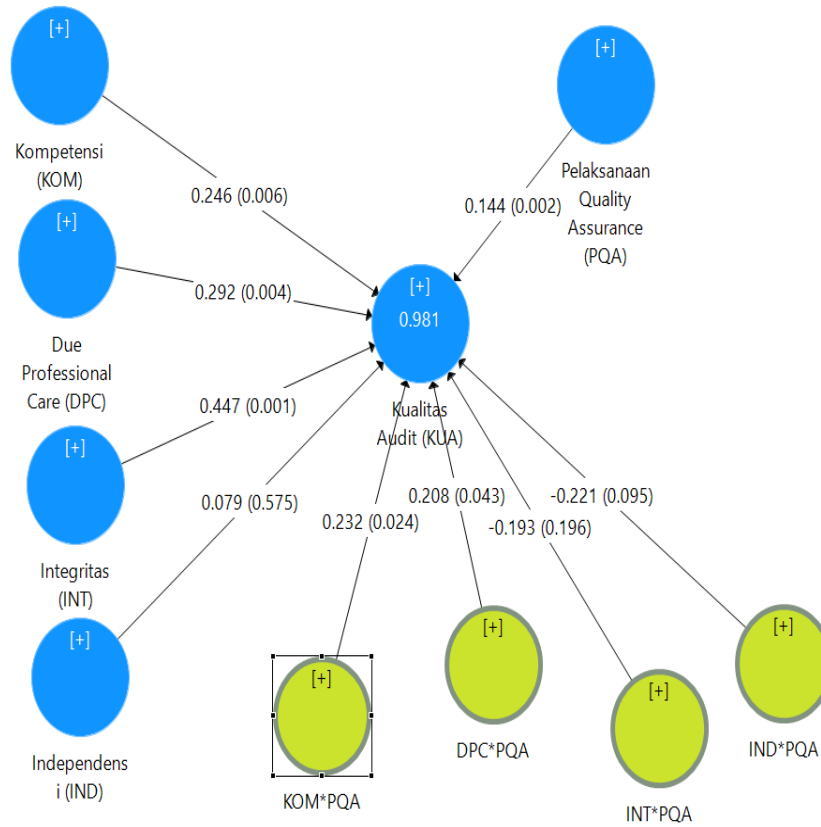 [+]
Kompetensi
(KOM)
[+]
Pelaksanaan
Quality
Assurance
(PQA)
0.246 (0.006)
0.144 (0.002)
[+]
Due
Professional
Care (DPC)
0.292 (0.004)
[+]
0.981
Kualitas
Audit (KUA)
[+]
Integritas
(INT)
0.447 (0.001)
[+]
Independens
i (IND)
0.079 (0.575)
0.232 (0.024)
0.208 (0.043)
-0.193 (0.196)
-0.221 (0.095)
[+]
KOM*PQA
[+]
DPC*PQA
[+]
INT*PQA
[+]
IND*PQA